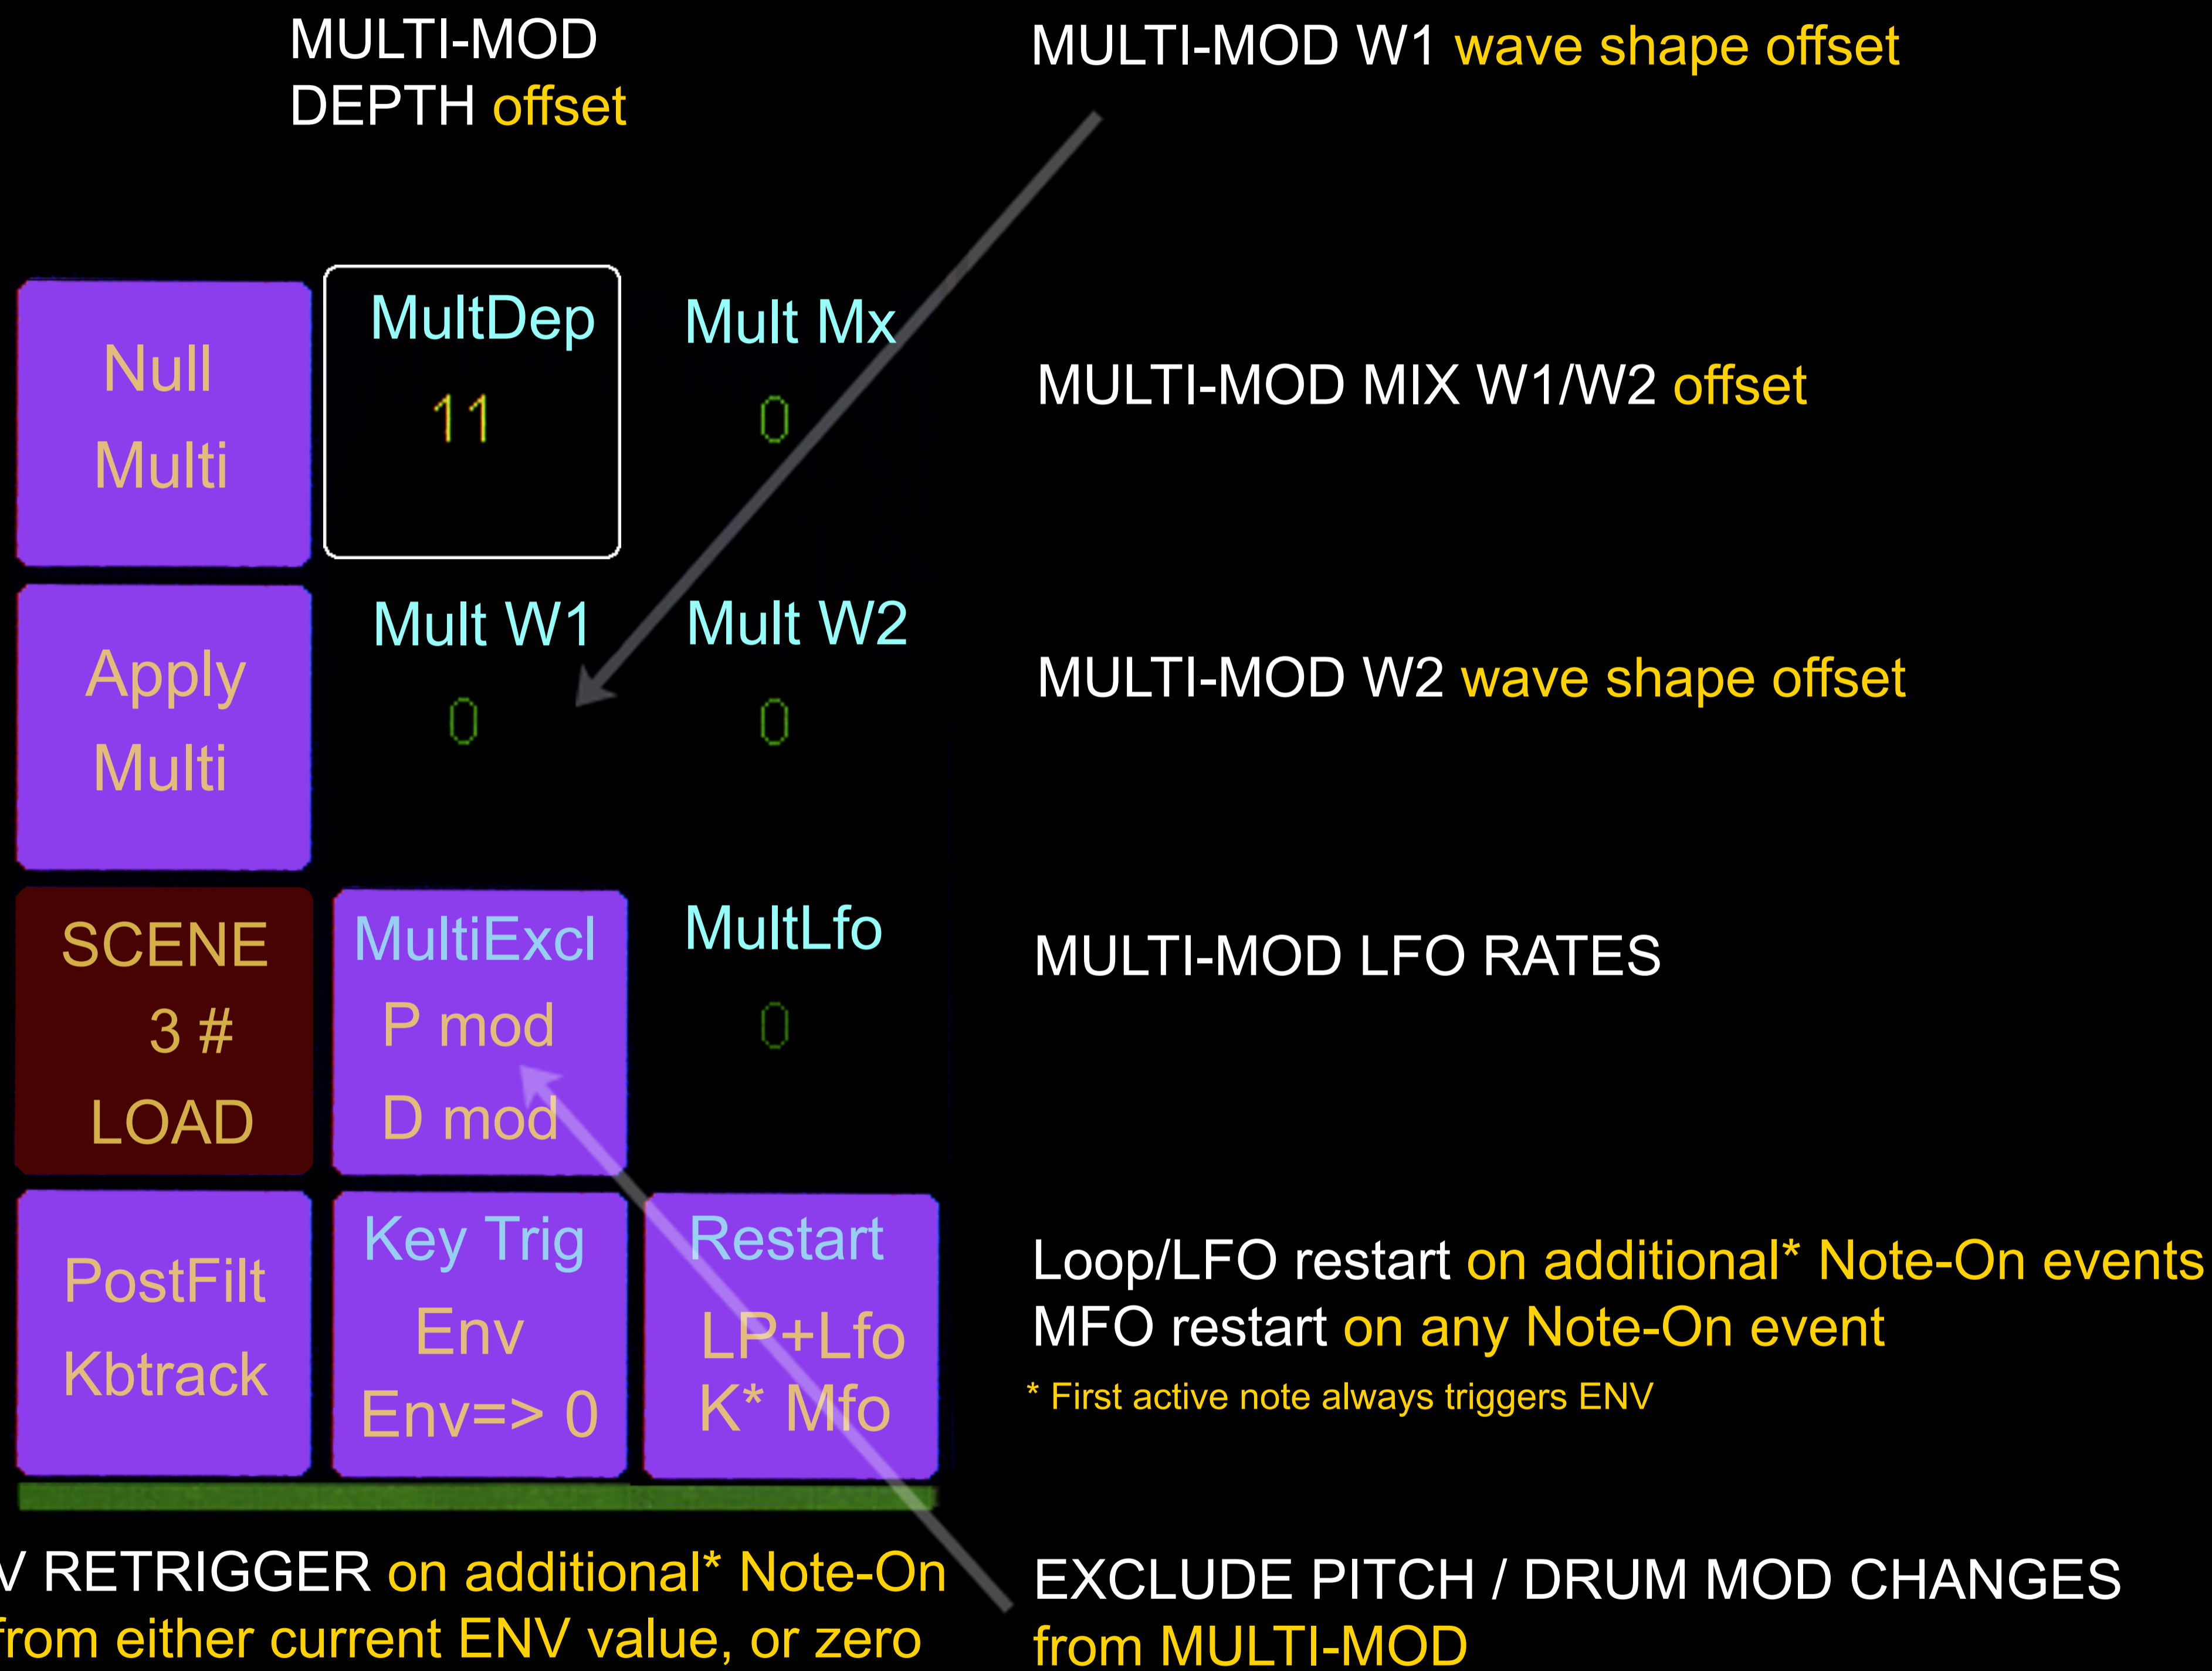 MULTI-MOD
DEPTH offset
MULTI-MOD W1 wave shape offset
Null
Multi
MultDep
11
Mult Mx
0
MULTI-MOD MIX W1/W2 offset
Apply
Multi
Mult W1
0
Mult W2
0
MULTI-MOD W2 wave shape offset
SCENE
3 #
LOAD
MultiExcl
P mod
D mod
MultLfo
0
MULTI-MOD LFO RATES
PostFilt
Kbtrack
Key Trig
Env
Env=> 0
Restart
LP+Lfo
K* Mfo
Loop/LFO restart on additional* Note-On events
MFO restart on any Note-On event
* First active note always triggers ENV
V RETRIGGER on additional* Note-On
from either current ENV value, or zero
EXCLUDE PITCH / DRUM MOD CHANGES
from MULTI-MOD